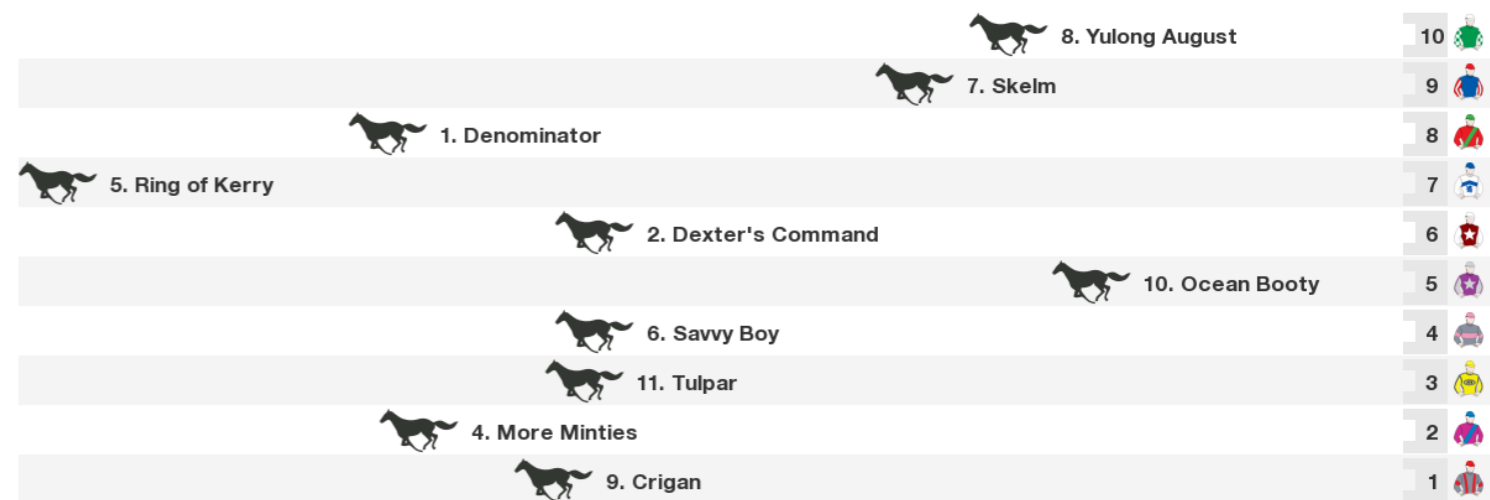 8. Yulong August 10
7. Skelm 9
1. Denominator 8
5. Ring of Kerry 7
2. Dexter's Command 6
10. Ocean Booty 5
6. Savvy Boy 4
11. Tulpar 3
4. More Minties 2
9. Crigan 1